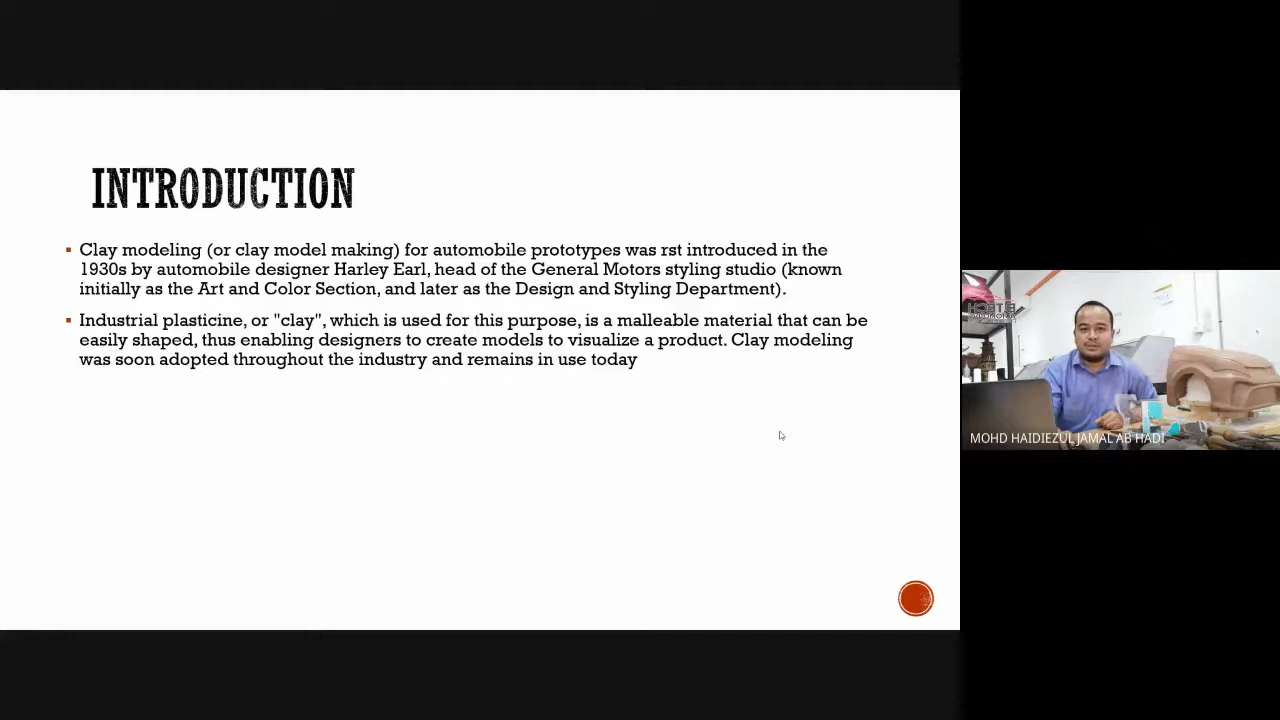 INTRODUCTION
Clay modeling (or clay model making) for automobile prototypes was rst introduced in the
1930s by automobile designer Harley Earl, head of the General Motors styling studio (known
initially as the Art and Color Section, and later as the Design and Styling Department).
Industrial plasticine, or "clay", which is used for this purpose, is a malleable material that can be
easily shaped, thus enabling designers to create models to visualize a product. Clay modeling
was soon adopted throughout the industry and remains in use today
MOHD HAIDIEZUL JAMAL AB HADI